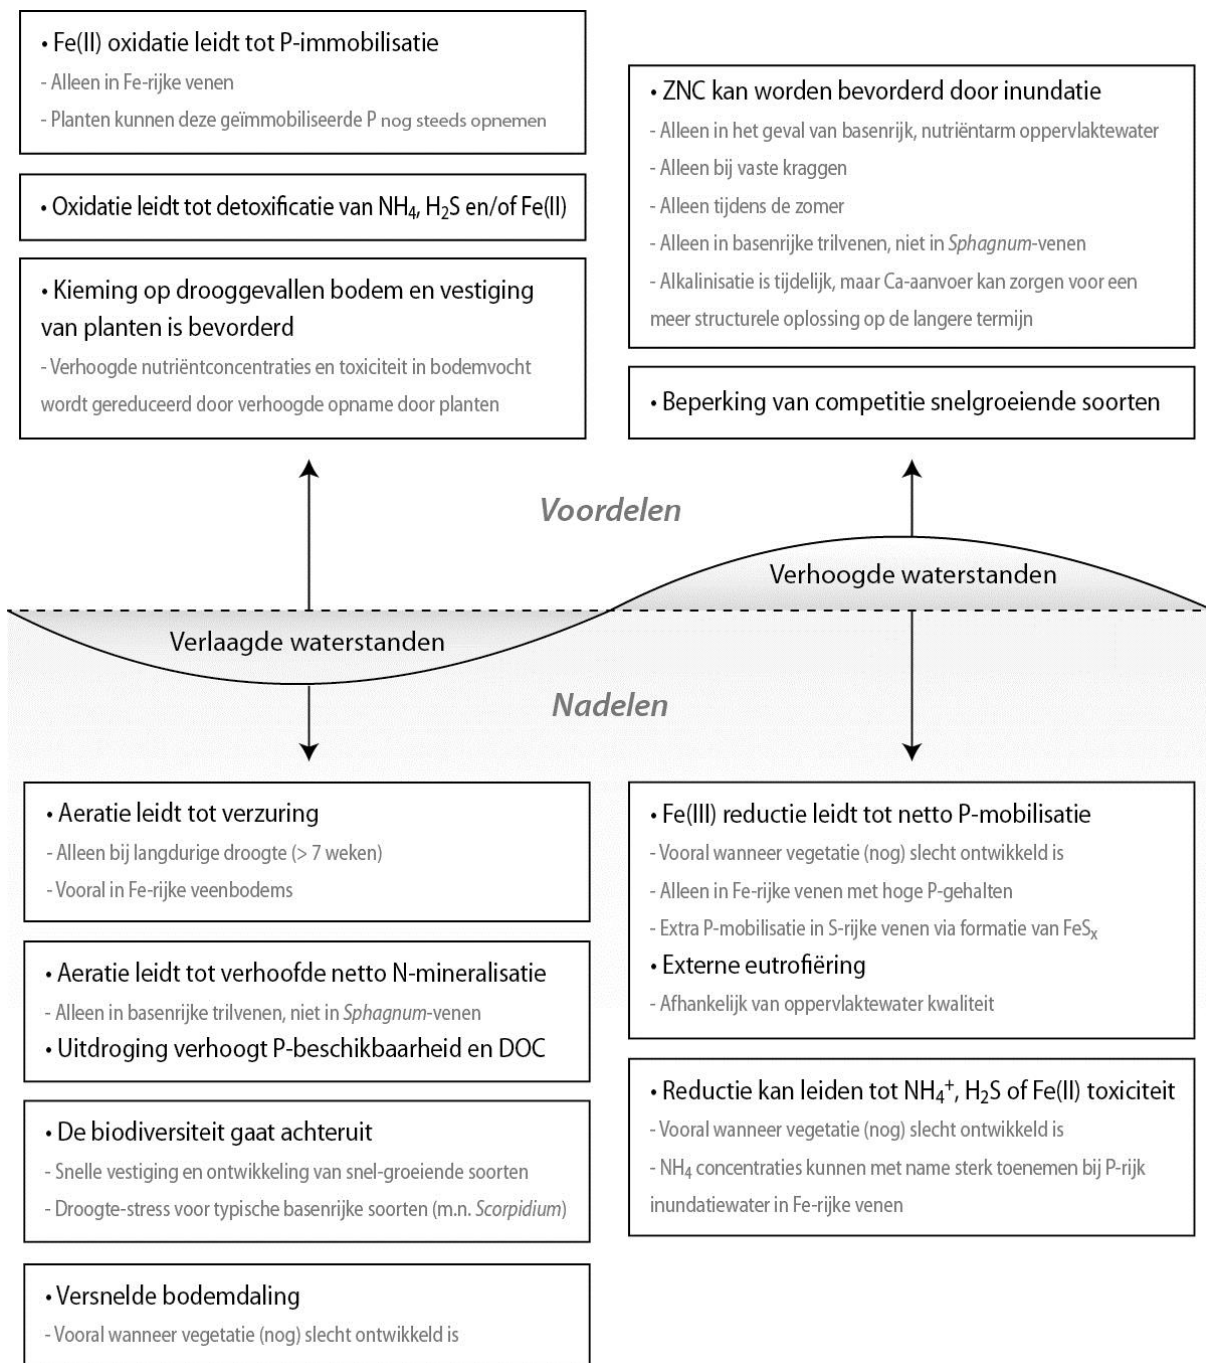 • Fe(II) oxidatie leidt tot P-immobilisatie
- Alleen in Fe-rijke venen
- Planten kunnen deze geïmmobiliseerde P nog steeds opnemen
• Oxidatie leidt tot detoxificatie van NH₄, H₂S en/of Fe(II)
• Kieming op drooggevallen bodem en vestiging
van planten is bevorderd
- Verhoogde nutriëntconcentraties en toxiciteit in bodemvocht
wordt gereduceerd door verhoogde opname door planten
• ZNC kan worden bevorderd door inundatie
- Alleen in het geval van basenrijk, nutriëntarm oppervlaktewater
- Alleen bij vaste kraggen
- Alleen tijdens de zomer
- Alleen in basenrijke trilvenen, niet in Sphagnum-venen
- Alkalinisatie is tijdelijk, maar Ca-aanvoer kan zorgen voor een
meer structurele oplossing op de langere termijn
• Beperking van competitie snelgroeiende soorten
Voordelen
Verhoogde waterstanden
Verlaagde waterstanden
Nadelen
• Aeratie leidt tot verzuring
- Alleen bij langdurige droogte (> 7 weken)
- Vooral in Fe-rijke veenbodems
• Aeratie leidt tot verhoofde netto N-mineralisatie
- Alleen in basenrijke trilvenen, niet in Sphagnum-venen
• Uitdroging verhoogt P-beschikbaarheid en DOC
• De biodiversiteit gaat achteruit
- Snelle vestiging en ontwikkeling van snel-groeiende soorten
- Droogte-stress voor typische basenrijke soorten (m.n. Scorpidium)
• Versnelde bodemdaling
- Vooral wanneer vegetatie (nog) slecht ontwikkeld is
• Fe(III) reductie leidt tot netto P-mobilisatie
- Vooral wanneer vegetatie (nog) slecht ontwikkeld is
- Alleen in Fe-rijke venen met hoge P-gehalten
- Extra P-mobilisatie in S-rijke venen via formatie van FeSₓ
• Externe eutrofiëring
- Afhankelijk van oppervlaktewater kwaliteit
• Reductie kan leiden tot NH₄⁺, H₂S of Fe(II) toxiciteit
- Vooral wanneer vegetatie (nog) slecht ontwikkeld is
- NH₄ concentraties kunnen met name sterk toenemen bij P-rijk
inundatiewater in Fe-rijke venen